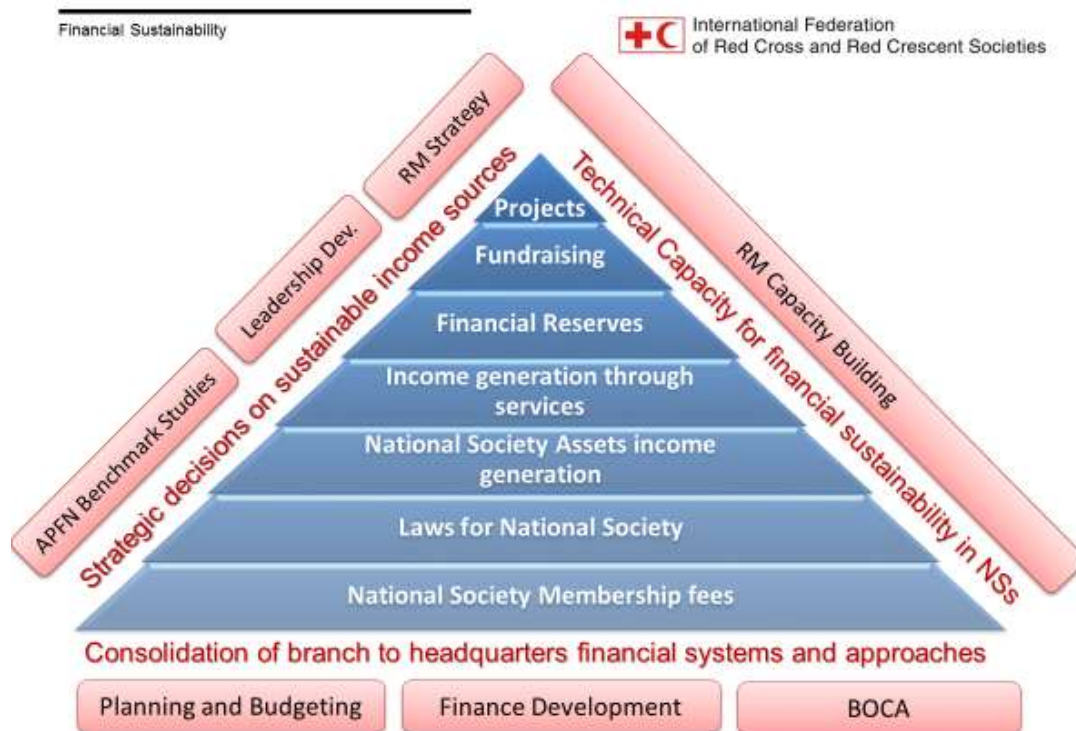 Financial Sustainability
International Federation
of Red Cross and Red Crescent Societies
RM Strategy
Leadership Dev.
APFN Benchmark Studies
Strategic decisions on sustainable income sources
Projects
Fundraising
Financial Reserves
Income generation through
services
National Society Assets income
generation
Laws for National Society
National Society Membership fees
Technical Capacity for financial sustainability in NSs
RM Capacity Building
Consolidation of branch to headquarters financial systems and approaches
Planning and Budgeting
Finance Development
BOCA